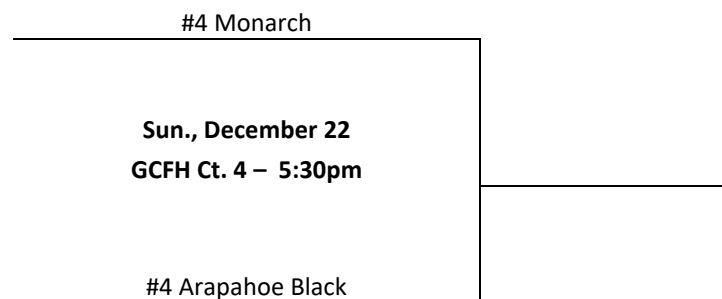 #4 Monarch
Sun., December 22
GCFH Ct. 4 – 5:30pm
#4 Arapahoe Black